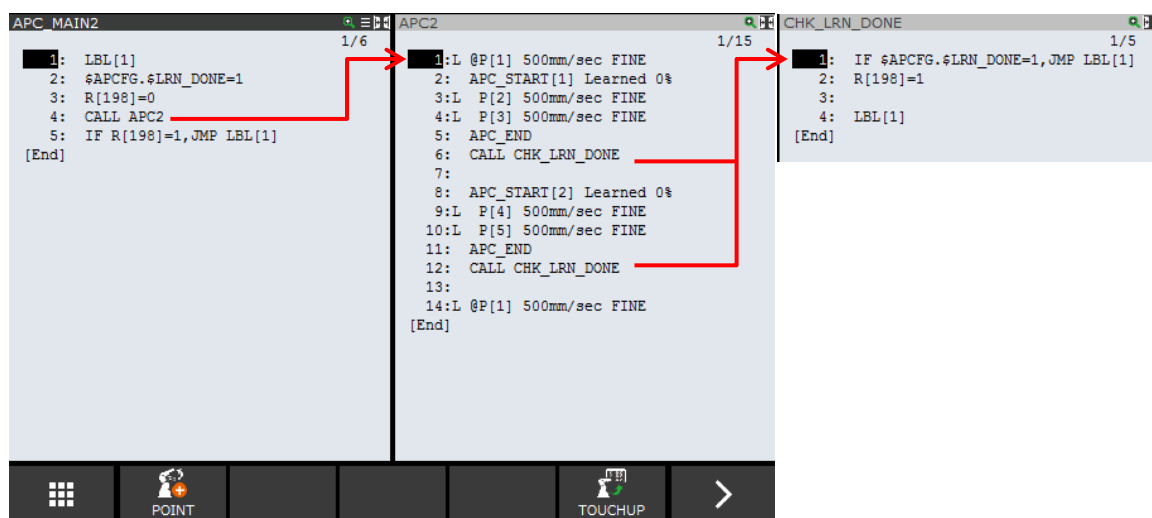 APC_MAIN2
1/6
1: LBL[1]
2: $APCFG.$LRN_DONE=1
3: R[198]=0
4: CALL APC2
5: IF R[198]=1,JMP LBL[1]
[End]
APC2
1/15
1:L @P[1] 500mm/sec FINE
2: APC_START[1] Learned 0%
3:L P[2] 500mm/sec FINE
4:L P[3] 500mm/sec FINE
5: APC_END
6: CALL CHK_LRN_DONE
7:
8: APC_START[2] Learned 0%
9:L P[4] 500mm/sec FINE
10:L P[5] 500mm/sec FINE
11: APC_END
12: CALL CHK_LRN_DONE
13:
14:L @P[1] 500mm/sec FINE
[End]
CHK_LRN_DONE
1/5
1: IF $APCFG.$LRN_DONE=1,JMP LBL[1]
2: R[198]=1
3:
4: LBL[1]
[End]
POINT
TOUCHUP